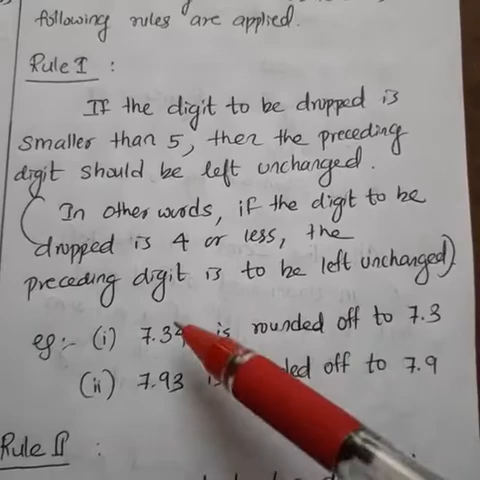 following rules are applied.
Rule I :
If the digit to be dropped is
smaller than 5, then the preceding
digit should be left unchanged.
(In other words, if the digit to be
dropped is 4 or less, the
preceding digit is to be left unchanged)
eg:- (i) 7.34 is rounded off to 7.3
(ii) 7.93 off to 7.9
Rule II :